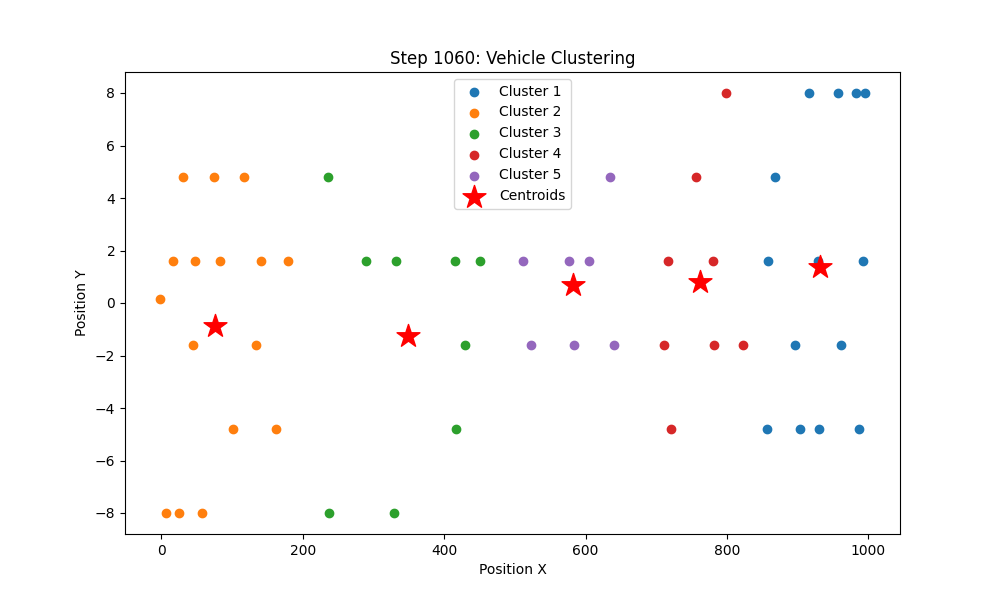 Step 1060: Vehicle Clustering
Cluster 1
Cluster 2
Cluster 3
Cluster 4
Cluster 5
Centroids
Position Y
8
6
4
2
0
−2
−4
−6
−8
0 200 400 600 800 1000
Position X